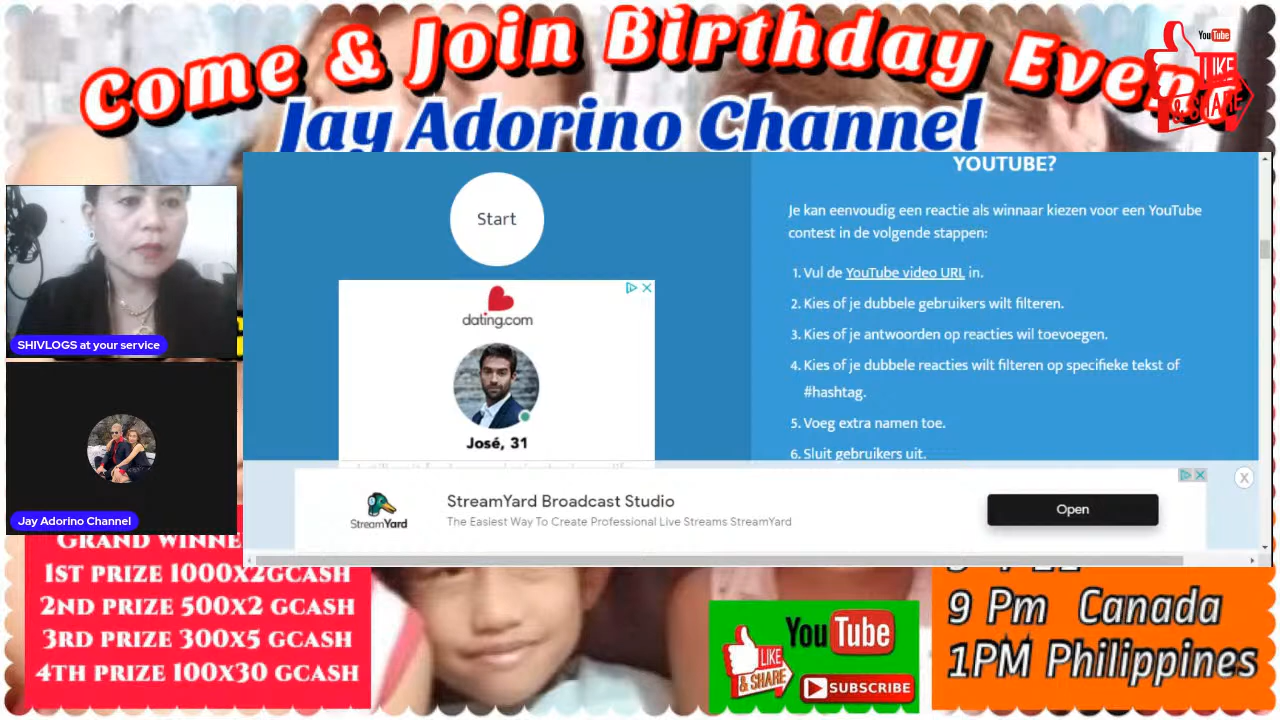 Come & Join Birthday Even
Jay Adorino Channel
YouTube
LIKE
& SHARE
YOUTUBE?
Start
Je kan eenvoudig een reactie als winnaar kiezen voor een YouTube
contest in de volgende stappen:
1. Vul de YouTube video URL in.
2. Kies of je dubbele gebruikers wilt filteren.
3. Kies of je antwoorden op reacties wil toevoegen.
4. Kies of je dubbele reacties wilt filteren op specifieke tekst of
#hashtag.
5. Voeg extra namen toe.
6. Sluit gebruikers uit.
dating.com
José, 31
SHIVLOGS at your service
Jay Adorino Channel
StreamYard
StreamYard Broadcast Studio
The Easiest Way To Create Professional Live Streams StreamYard
Open
GRAND WINNE
1ST PRIZE 1000X2GCASH
2ND PRIZE 500X2 GCASH
3RD PRIZE 300X5 GCASH
4TH PRIZE 100X30 GCASH
YouTube
LIKE
& SHARE
SUBSCRIBE
9 Pm Canada
1PM Philippines